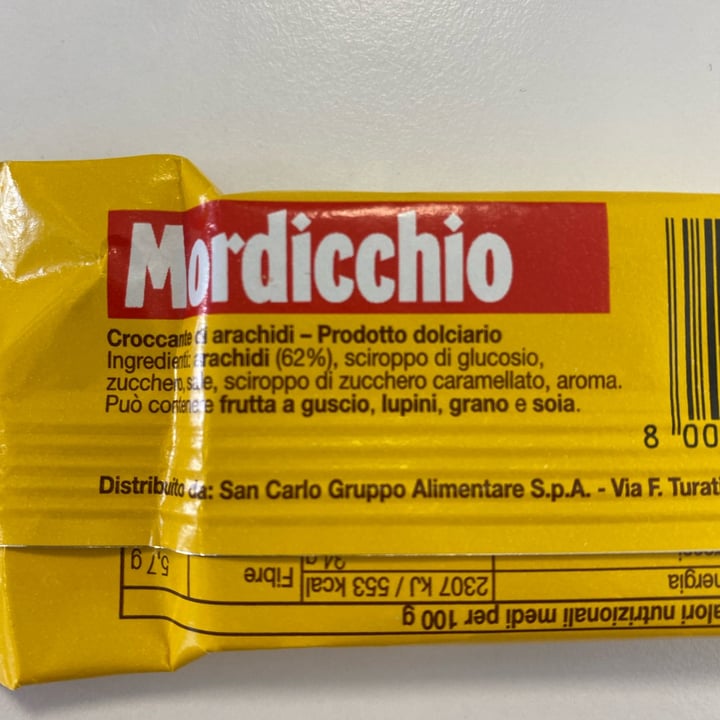 Mordicchio
Croccante di arachidi – Prodotto dolciario
Ingredienti: arachidi (62%), sciroppo di glucosio,
zucchero, sale, sciroppo di zucchero caramellato, aroma.
Può contenere frutta a guscio, lupini, grano e soia.
8 00
Distribuito da: San Carlo Gruppo Alimentare S.p.A. - Via F. Turati
alori nutrizionali medi per 100 g
nergia 2307 kJ / 553 kcal Fibre 5,7 g